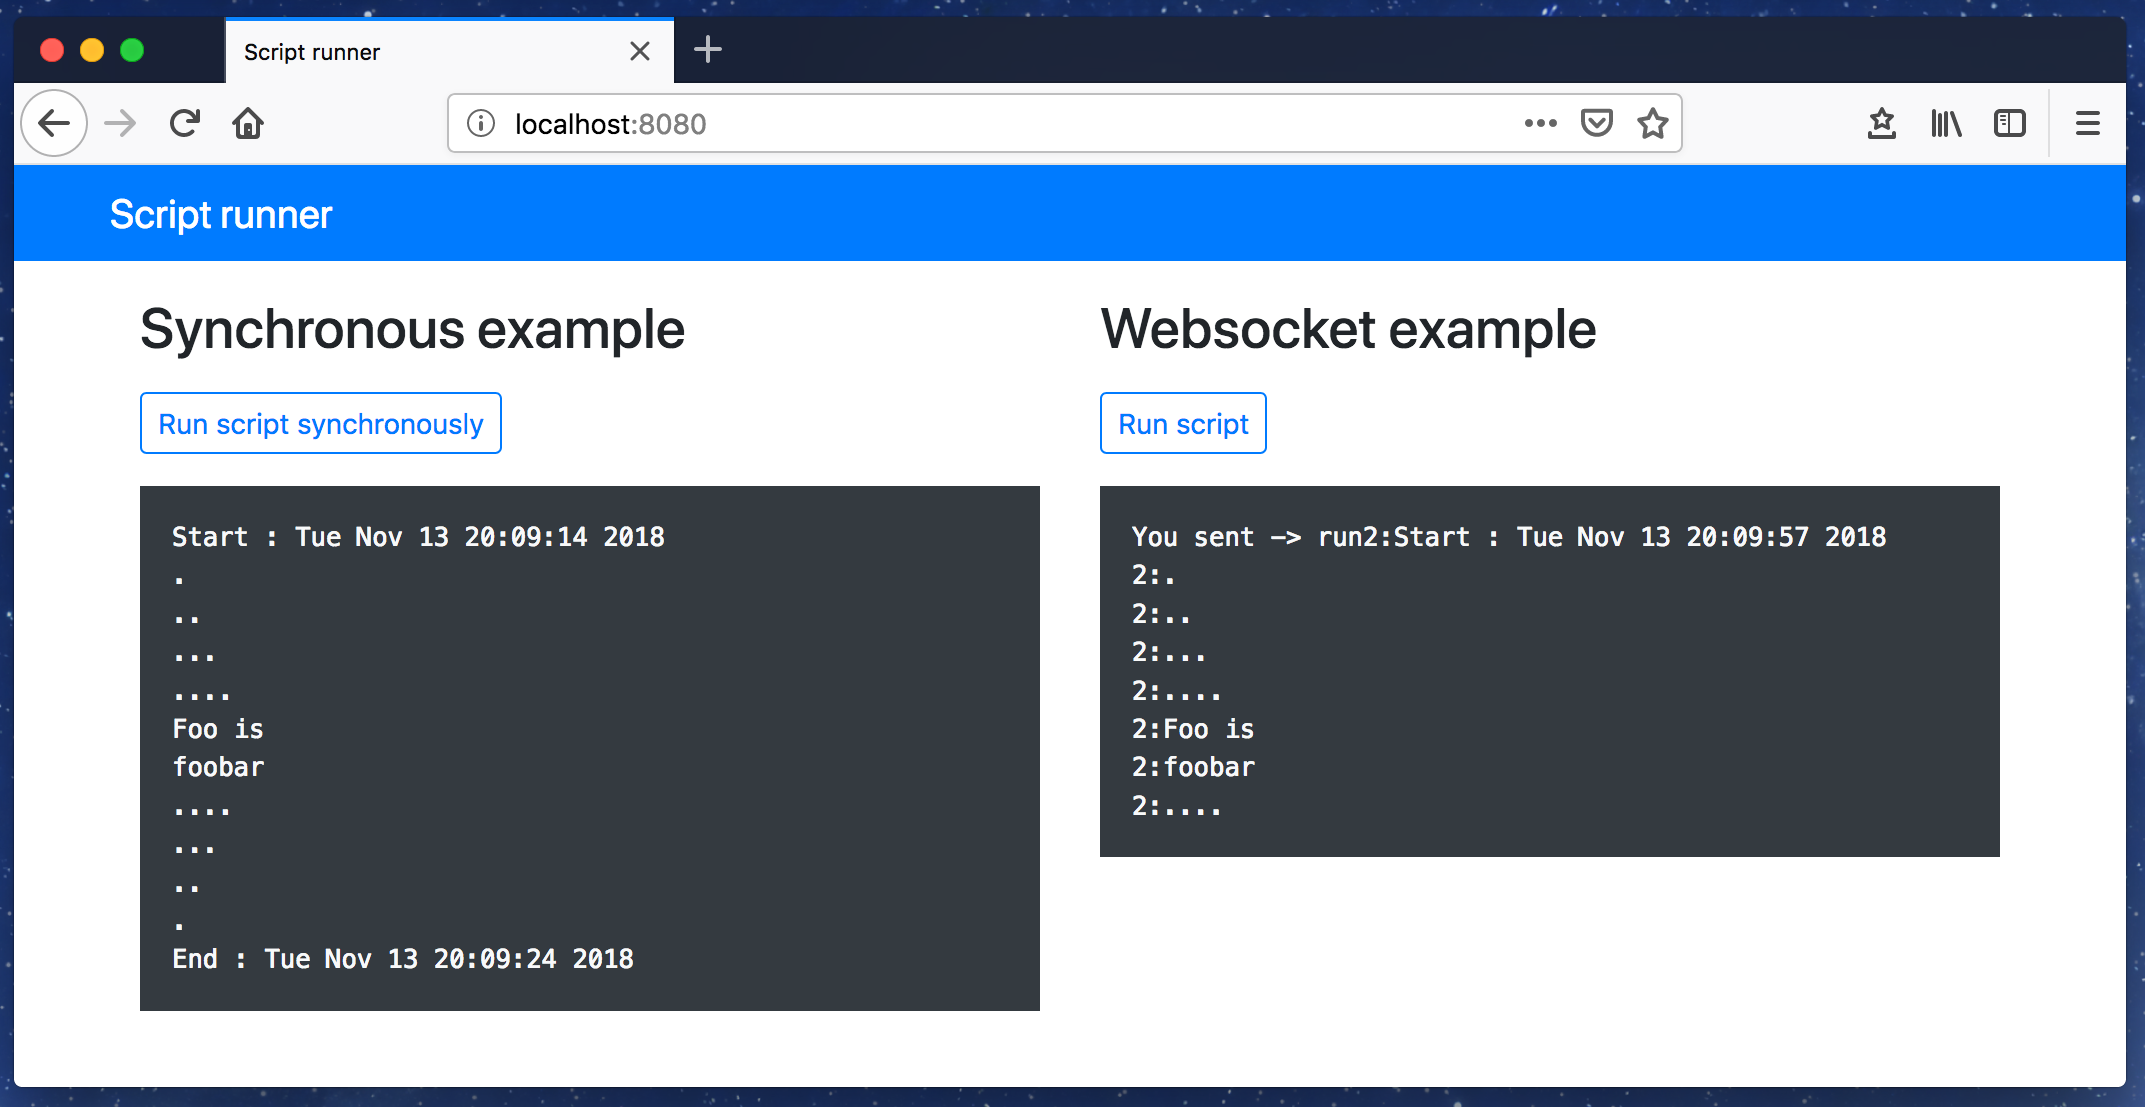 Script runner
localhost:8080
Script runner
Synchronous example
Run script synchronously
Start : Tue Nov 13 20:09:14 2018
.
..
...
....
Foo is
foobar
....
...
..
.
End : Tue Nov 13 20:09:24 2018
Websocket example
Run script
You sent -> run2:Start : Tue Nov 13 20:09:57 2018
2:.
2:..
2:...
2:....
2:Foo is
2:foobar
2:....